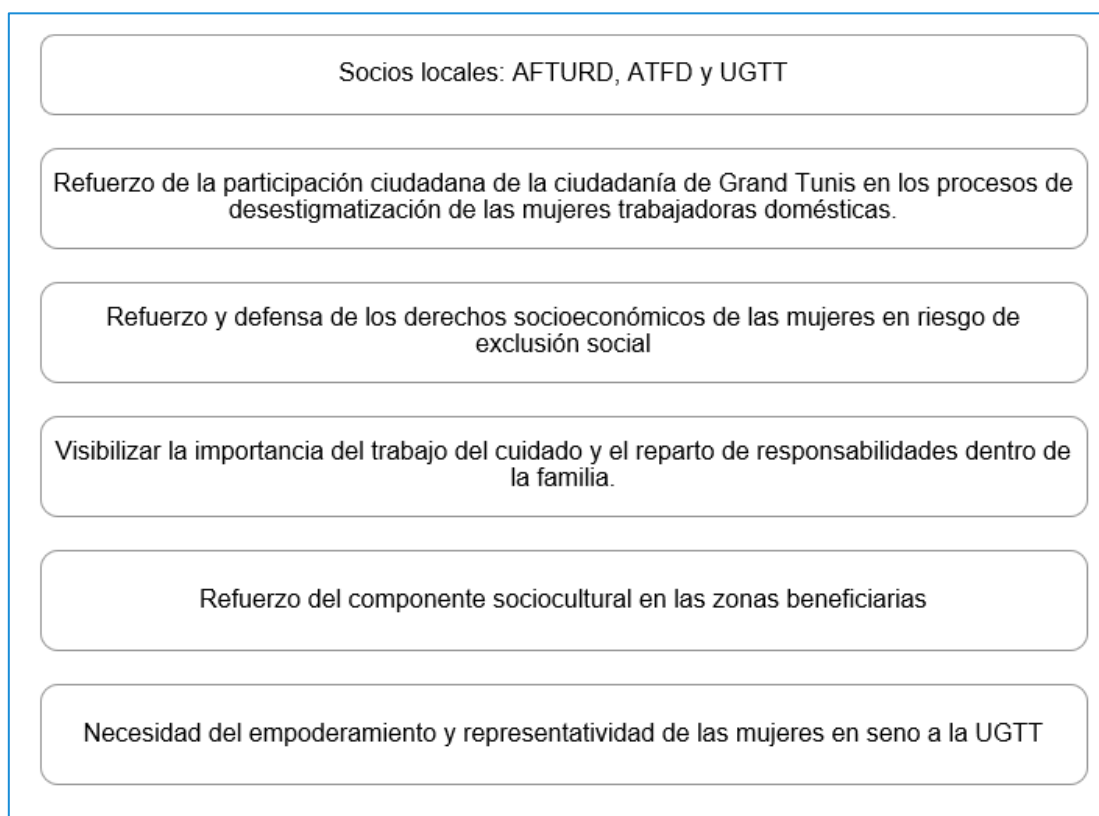 Socios locales: AFTURD, ATFD y UGTT
Refuerzo de la participación ciudadana de la ciudadanía de Grand Tunis en los procesos de
desestigmatización de las mujeres trabajadoras domésticas.
Refuerzo y defensa de los derechos socioeconómicos de las mujeres en riesgo de
exclusión social
Visibilizar la importancia del trabajo del cuidado y el reparto de responsabilidades dentro de
la familia.
Refuerzo del componente sociocultural en las zonas beneficiarias
Necesidad del empoderamiento y representatividad de las mujeres en seno a la UGTT